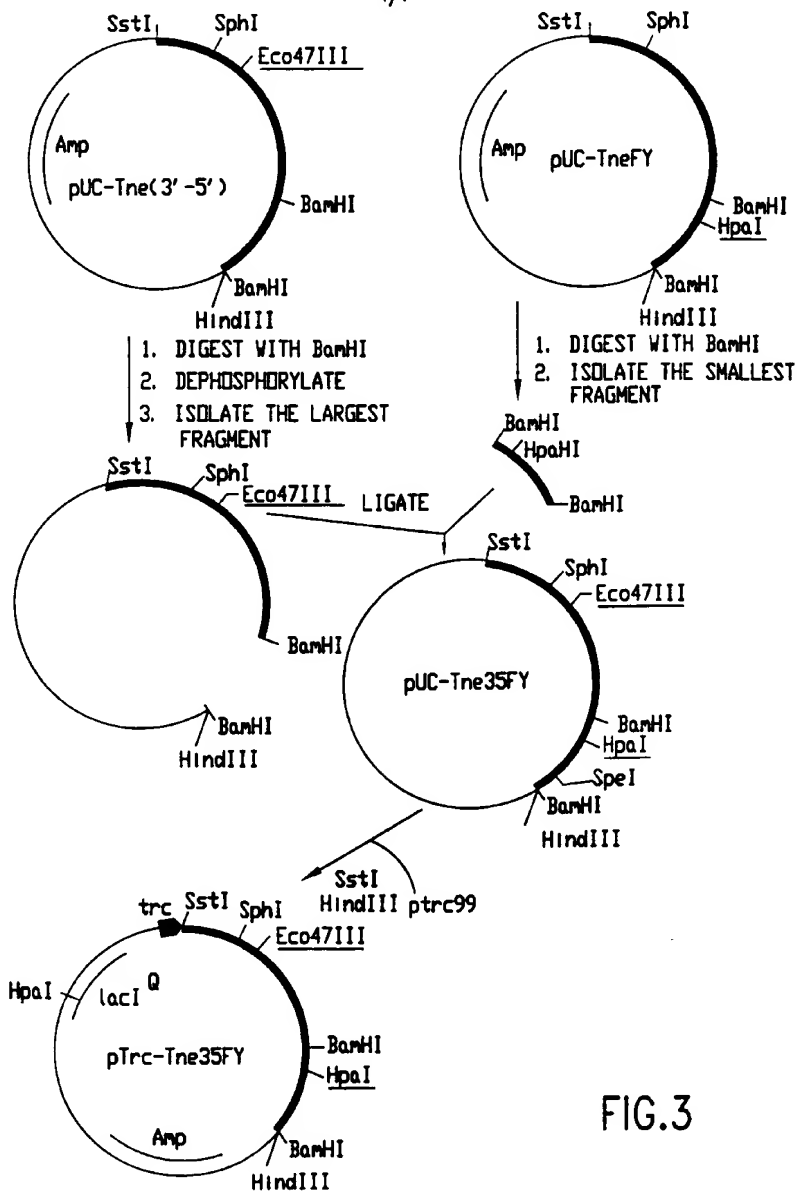 SstI
SphI
Eco47III
Amp
pUC-Tne(3'-5')
BamHI
BamHI
HindIII
SstI
SphI
Amp
pUC-TneFY
BamHI
HpaI
BamHI
HindIII
1. DIGEST WITH BamHI
2. DEPHOSPHORYLATE
3. ISOLATE THE LARGEST
FRAGMENT
1. DIGEST WITH BamHI
2. ISOLATE THE SMALLEST
FRAGMENT
BamHI
HpaHI
BamHI
SstI
SphI
Eco47III
BamHI
BamHI
HindIII
LIGATE
SstI
SphI
Eco47III
pUC-Tne35FY
BamHI
HpaI
SpeI
BamHI
HindIII
SstI
HindIII ptrc99
trc
SstI
SphI
Eco47III
HpaI
lacI Q
pTrc-Tne35FY
BamHI
HpaI
Amp
BamHI
HindIII
FIG.3